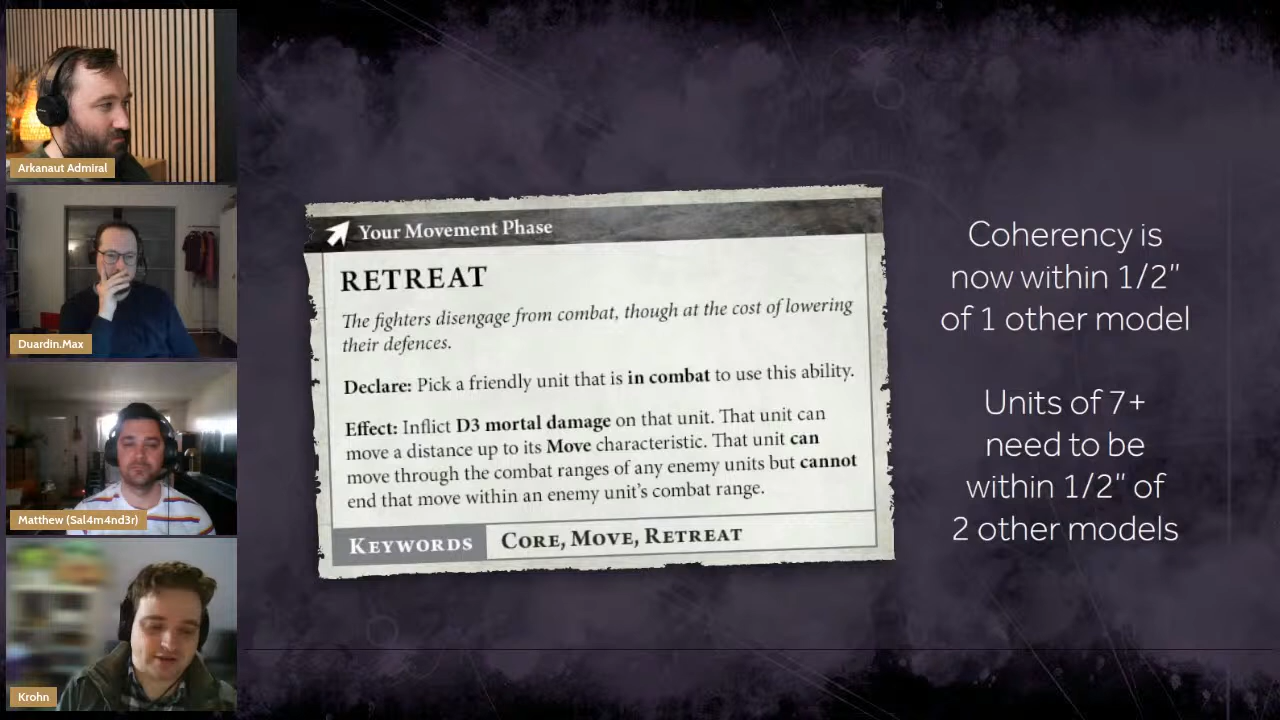 Arkanaut Admiral
Duardin.Max
Matthew (Sal4m4nd3r)
Krohn
Your Movement Phase
RETREAT
The fighters disengage from combat, though at the cost of lowering
their defences.
Declare: Pick a friendly unit that is in combat to use this ability.
Effect: Inflict D3 mortal damage on that unit. That unit can
move a distance up to its Move characteristic. That unit can
move through the combat ranges of any enemy units but cannot
end that move within an enemy unit's combat range.
KEYWORDS CORE, MOVE, RETREAT
Coherency is
now within 1/2"
of 1 other model
Units of 7+
need to be
within 1/2" of
2 other models